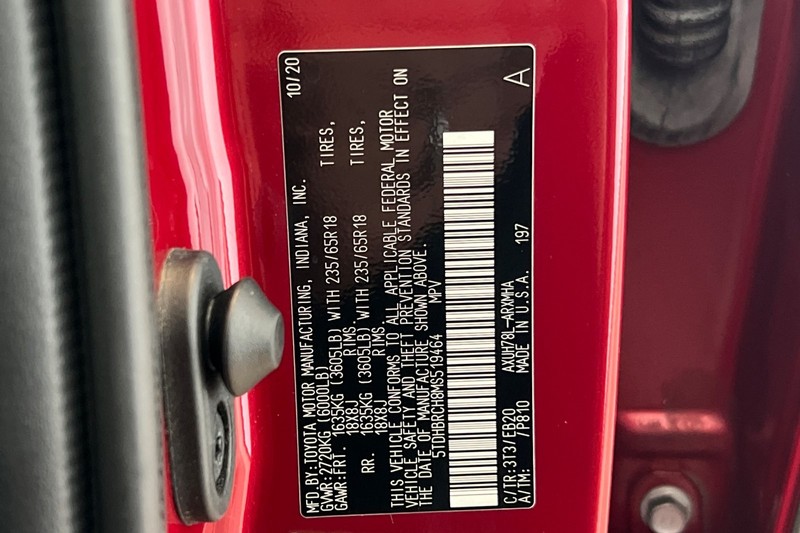 MFD. BY: TOYOTA MOTOR MANUFACTURING, INDIANA, INC. 10/20
GVWR: 2720KG (6000LB)
GAWR: FRT. 1635KG (3605LB) WITH 235/65R18 TIRES,
18X8J RIMS.
RR. 1635KG (3605LB) WITH 235/65R18 TIRES,
18X8J RIMS.
THIS VEHICLE CONFORMS TO ALL APPLICABLE FEDERAL MOTOR
VEHICLE SAFETY AND THEFT PREVENTION STANDARDS IN EFFECT ON
THE DATE OF MANUFACTURE SHOWN ABOVE.
5TDHBRCH8MS519464 MPV
C/TR: 3T3/EB20 AXUH78L-ARXMHA
A/TM: /P810 MADE IN U.S.A. 197 A